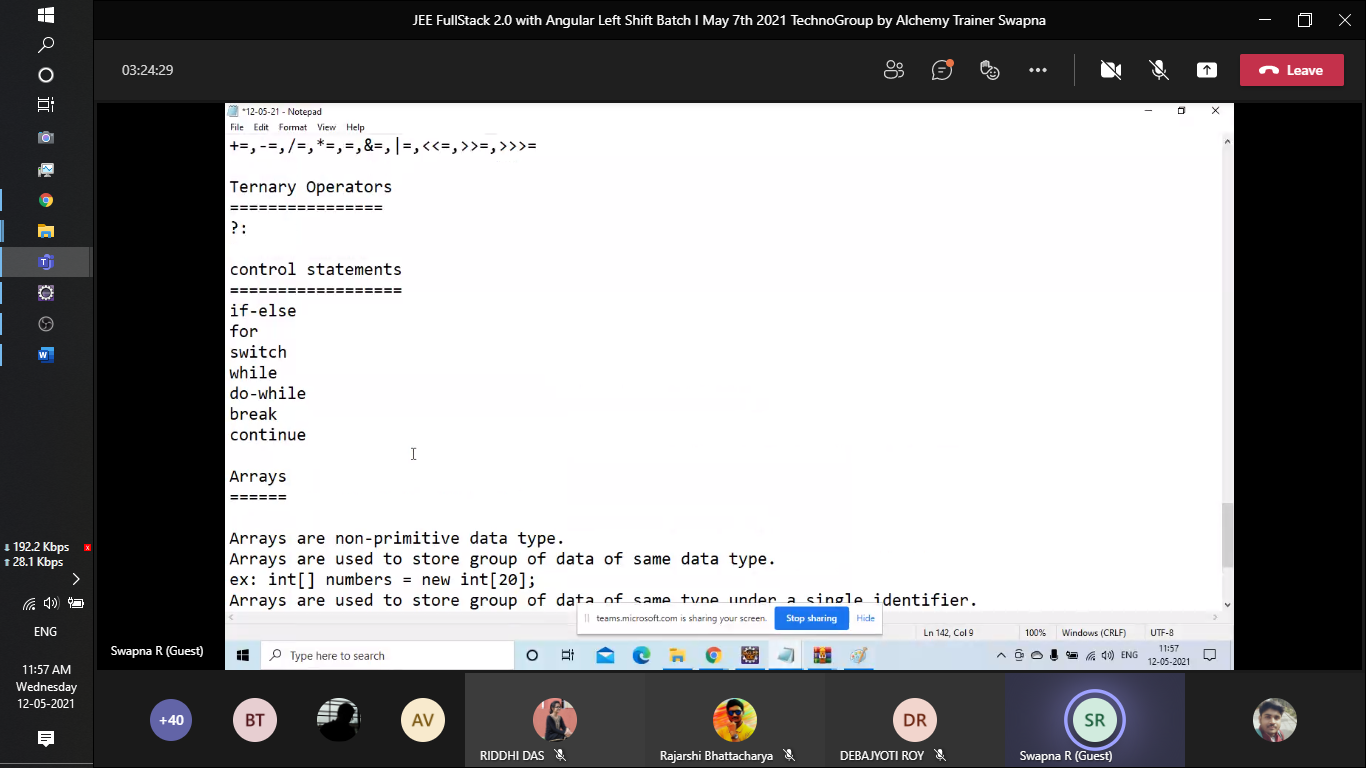 JEE FullStack 2.0 with Angular Left Shift Batch I May 7th 2021 TechnoGroup by Alchemy Trainer Swapna
03:24:29
Leave
*12-05-21 - Notepad
File Edit Format View Help
+=,-=,/=,*=,=,&=,|=,<<=,>>=,>>>=
Ternary Operators
================
?:
control statements
==================
if-else
for
switch
while
do-while
break
continue
Arrays
======
Arrays are non-primitive data type.
Arrays are used to store group of data of same data type.
ex: int[] numbers = new int[20];
Arrays are used to store group of data of same type under a single identifier.
teams.microsoft.com is sharing your screen. Stop sharing Hide
Ln 142, Col 9 100% Windows (CRLF) UTF-8
Type here to search
ENG 11:57
12-05-2021
Swapna R (Guest)
192.2 Kbps
28.1 Kbps
ENG
11:57 AM
Wednesday
12-05-2021
+40 BT AV DR SR
RIDDHI DAS Rajarshi Bhattacharya DEBAJYOTI ROY Swapna R (Guest)